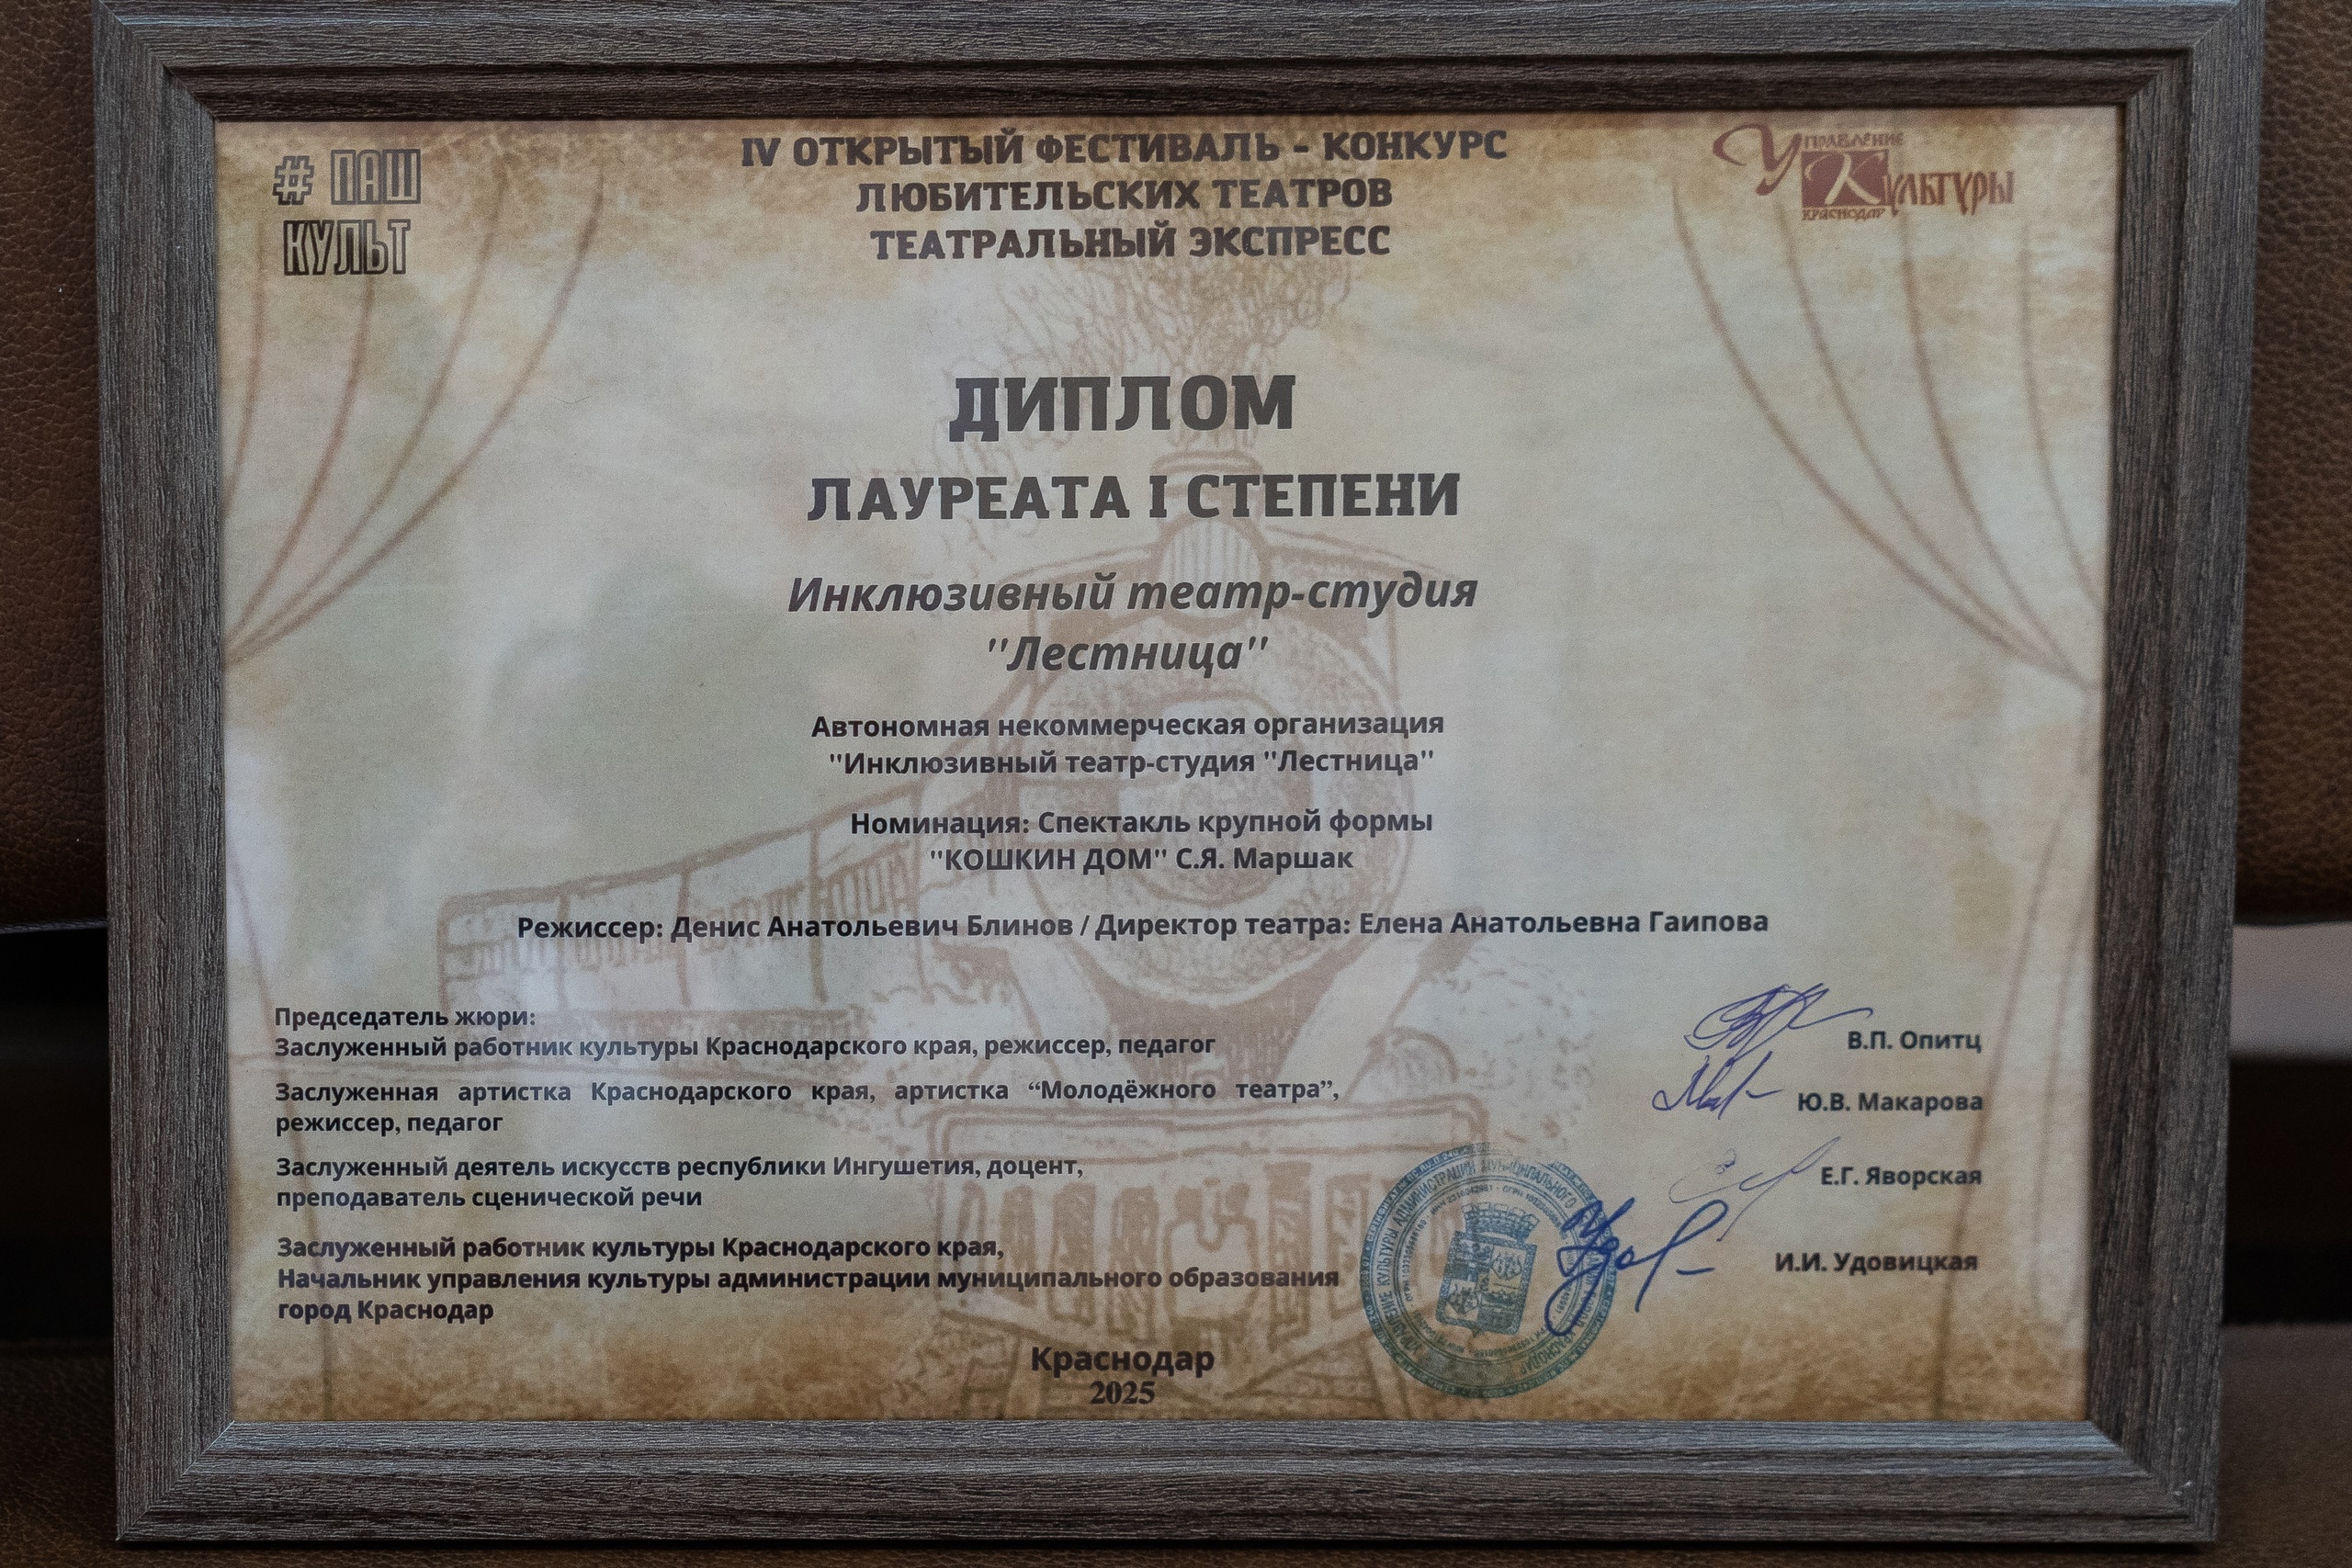 # ПАШ
КУЛЬТ
IV ОТКРЫТЫЙ ФЕСТИВАЛЬ - КОНКУРС
ЛЮБИТЕЛЬСКИХ ТЕАТРОВ
ТЕАТРАЛЬНЫЙ ЭКСПРЕСС
УПРАВЛЕНИЕ
КУЛЬТУРЫ
КРАСНОДАР
ДИПЛОМ
ЛАУРЕАТА I СТЕПЕНИ
Инклюзивный театр-студия
"Лестница"
Автономная некоммерческая организация
"Инклюзивный театр-студия "Лестница"
Номинация: Спектакль крупной формы
"КОШКИН ДОМ" С.Я. Маршак
Режиссер: Денис Анатольевич Блинов / Директор театра: Елена Анатольевна Гаипова
Председатель жюри:
Заслуженный работник культуры Краснодарского края, режиссер, педагог
В.П. Опитц
Заслуженная артистка Краснодарского края, артистка “Молодёжного театра”,
режиссер, педагог
Ю.В. Макарова
Заслуженный деятель искусств республики Ингушетия, доцент,
преподаватель сценической речи
Е.Г. Яворская
Заслуженный работник культуры Краснодарского края,
Начальник управления культуры администрации муниципального образования
город Краснодар
И.И. Удовицкая
Краснодар
2025